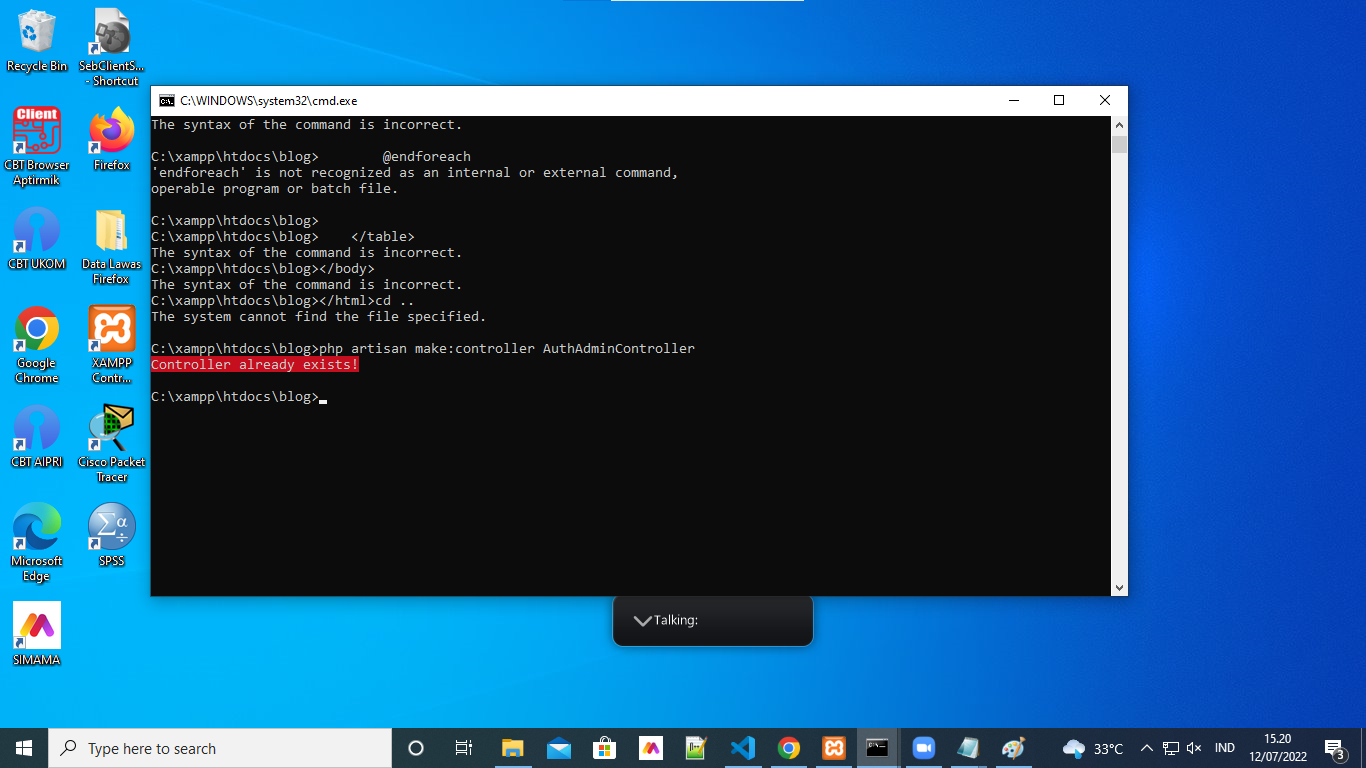 Recycle Bin
SebClientS...
- Shortcut
Client
CBT Browser
Aptirmik
Firefox
CBT UKOM
Data Lawas
Firefox
Google
Chrome
XAMPP
Contr...
CBT AIPRI
Cisco Packet
Tracer
Microsoft
Edge
SPSS
SIMAMA
C:\WINDOWS\system32\cmd.exe
The syntax of the command is incorrect.
C:\xampp\htdocs\blog>        @endforeach
'endforeach' is not recognized as an internal or external command,
operable program or batch file.
C:\xampp\htdocs\blog>
C:\xampp\htdocs\blog>    </table>
The syntax of the command is incorrect.
C:\xampp\htdocs\blog></body>
The syntax of the command is incorrect.
C:\xampp\htdocs\blog></html>cd ..
The system cannot find the file specified.
C:\xampp\htdocs\blog>php artisan make:controller AuthAdminController
Controller already exists!
C:\xampp\htdocs\blog>
Talking:
Type here to search
33°C
IND
15.20
12/07/2022
3